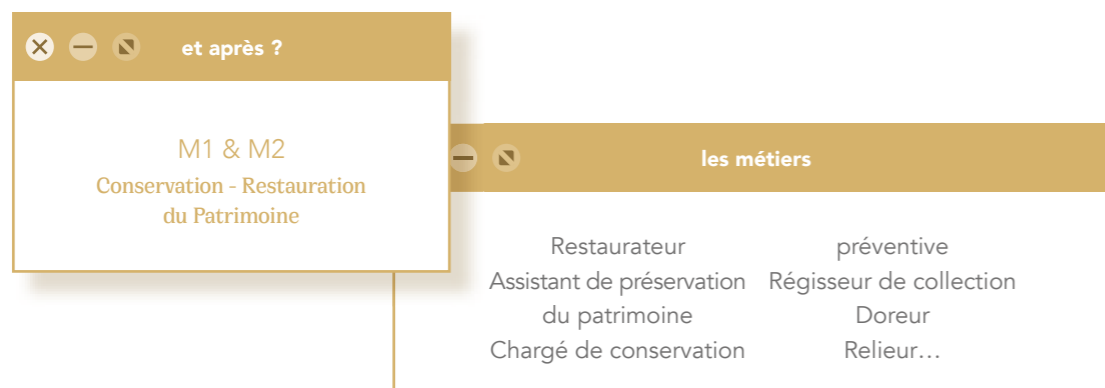 et après ?
M1 & M2
Conservation - Restauration
du Patrimoine
les métiers
Restaurateur
Assistant de préservation
du patrimoine
Chargé de conservation
préventive
Régisseur de collection
Doreur
Relieur…